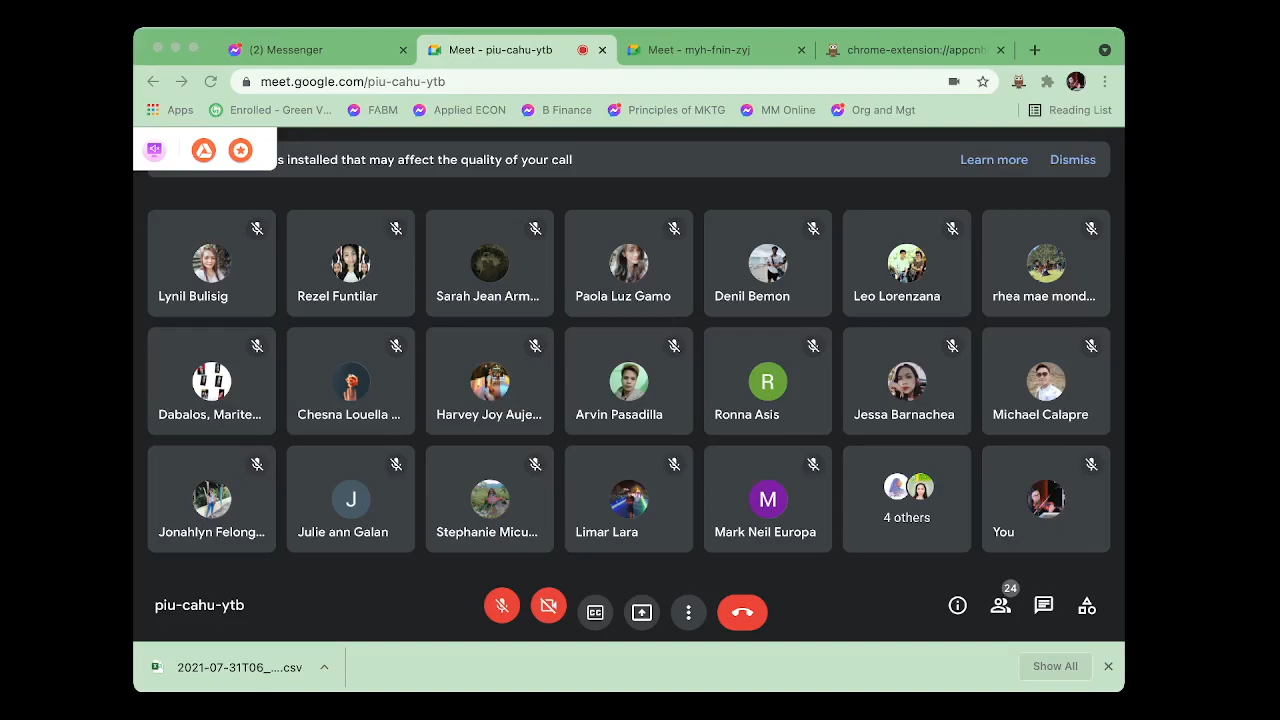 (2) Messenger
Meet - piu-cahu-ytb
Meet - myh-fnin-zyj
chrome-extension://appcnh
meet.google.com/piu-cahu-ytb
Apps
Enrolled - Green V...
FABM
Applied ECON
B Finance
Principles of MKTG
MM Online
Org and Mgt
Reading List
s installed that may affect the quality of your call
Learn more
Dismiss
Lynil Bulisig
Rezel Funtilar
Sarah Jean Arm...
Paola Luz Gamo
Denil Bemon
Leo Lorenzana
rhea mae mond...
Dabalos, Marite...
Chesna Louella ...
Harvey Joy Auje...
Arvin Pasadilla
R
Ronna Asis
Jessa Barnachea
Michael Calapre
Jonahlyn Felong...
J
Julie ann Galan
Stephanie Micu...
Limar Lara
M
Mark Neil Europa
4 others
You
piu-cahu-ytb
CC
24
2021-07-31T06_....csv
Show All